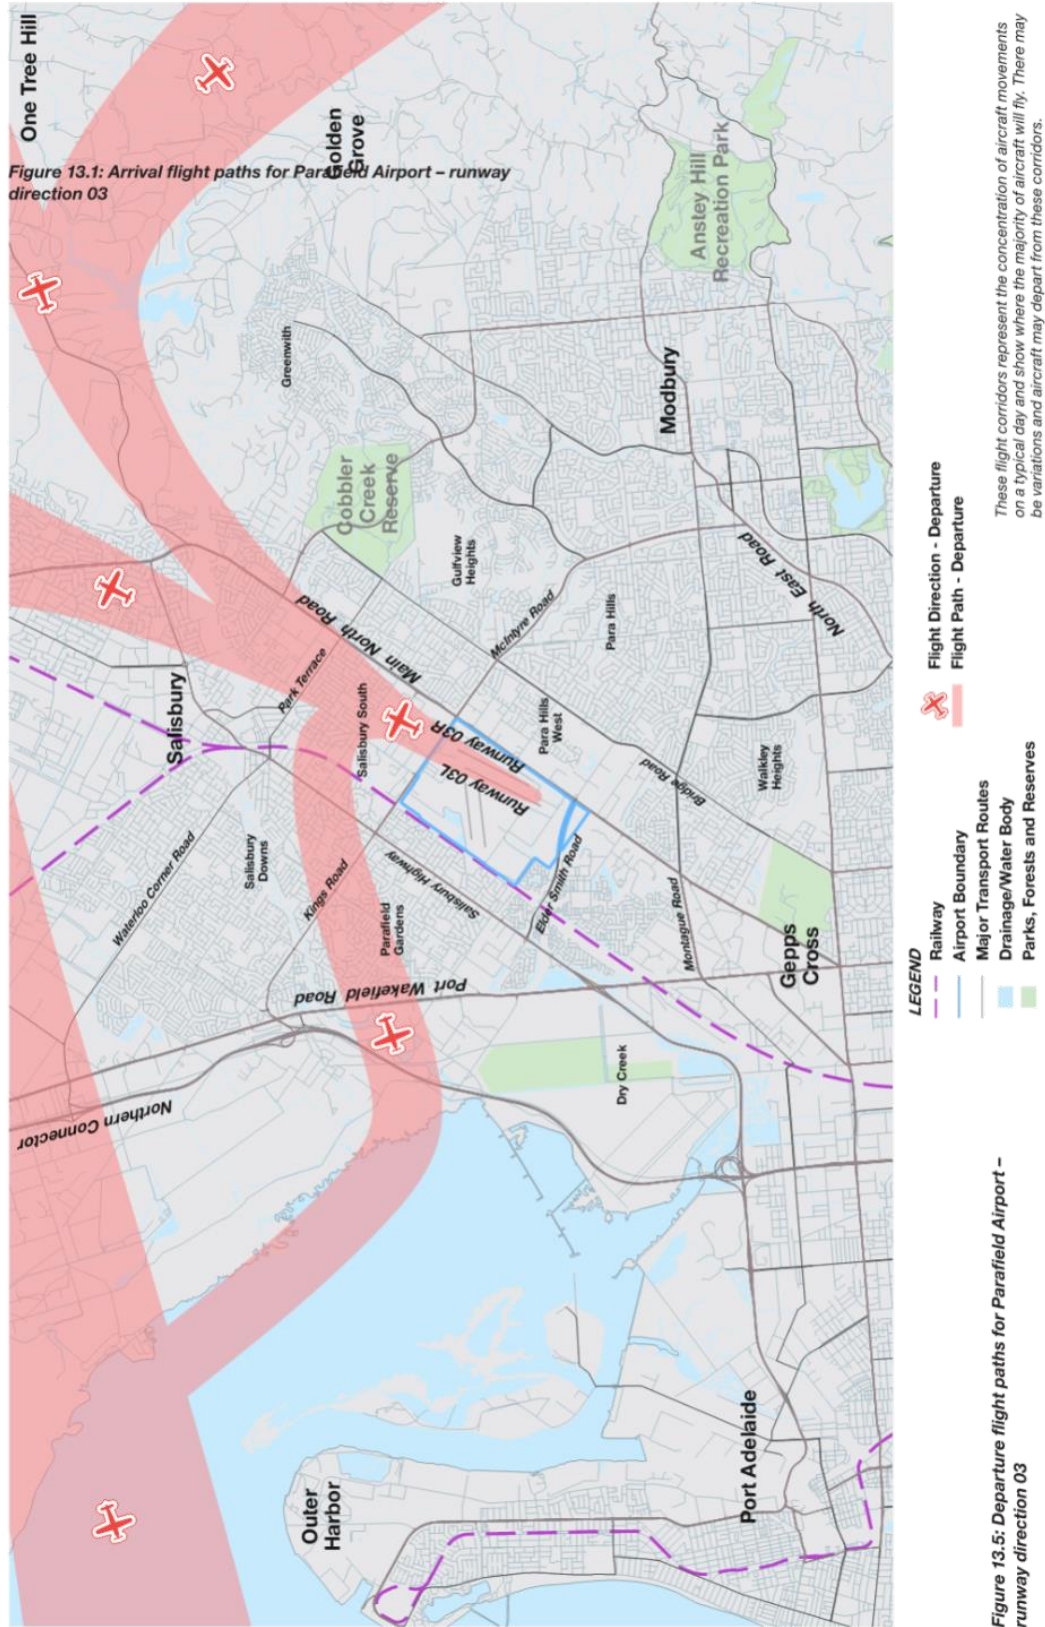 One Tree Hill
Golden
Grove
Figure 13.1: Arrival flight paths for Parafield Airport – runway
direction 03
Anstey Hill
Recreation Park
Greenwith
Modbury
Cobbler
Creek
Reserve
Gulfview
Heights
North East Road
McIntyre Road
Para Hills
Main North Road
Park Terrace
Salisbury
Salisbury South
Runway 03R
Runway 03L
Para Hills
West
Bridge Road
Walkley
Heights
Waterloo Corner Road
Salisbury
Downs
Kings Road
Salisbury Highway
Elder Smith Road
Parafield
Gardens
Montague Road
Gepps
Cross
Port Wakefield Road
Northern Connector
Dry Creek
Outer
Harbor
Port Adelaide
LEGEND
Railway
Airport Boundary
Major Transport Routes
Drainage/Water Body
Parks, Forests and Reserves
Flight Direction - Departure
Flight Path - Departure
Figure 13.5: Departure flight paths for Parafield Airport –
runway direction 03
These flight corridors represent the concentration of aircraft movements
on a typical day and show where the majority of aircraft will fly. There may
be variations and aircraft may depart from these corridors.